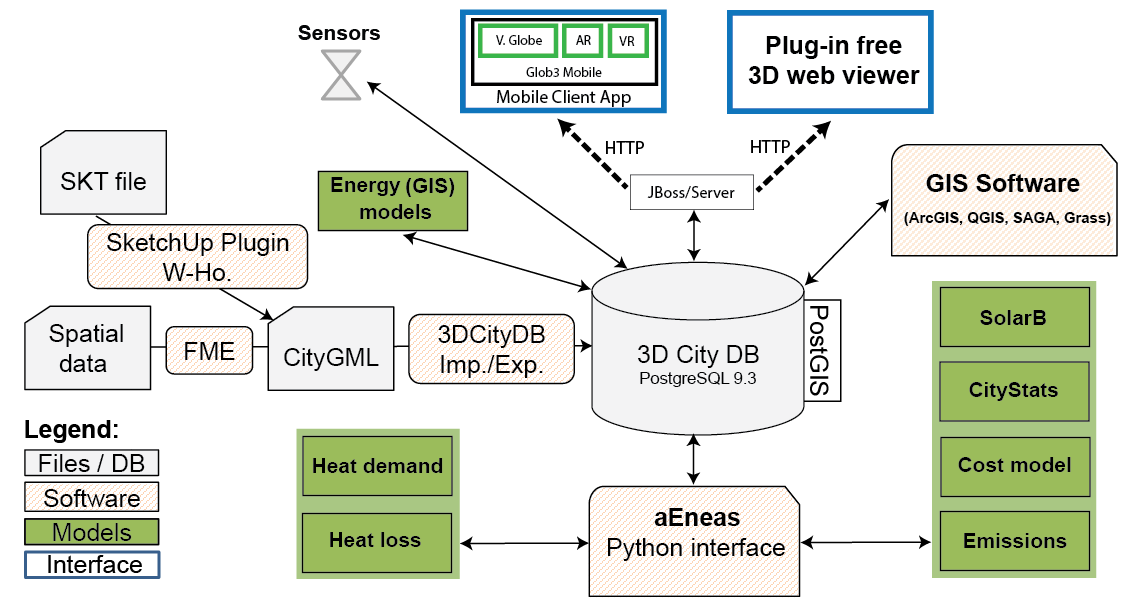 Sensors
V. Globe
AR
VR
Glob3 Mobile
Mobile Client App
Plug-in free
3D web viewer
HTTP
HTTP
JBoss/Server
SKT file
Energy (GIS)
models
GIS Software
(ArcGIS, QGIS, SAGA, Grass)
SketchUp Plugin
W-Ho.
Spatial
data
FME
CityGML
3DCityDB
Imp./Exp.
3D City DB
PostgreSQL 9.3
PostGIS
SolarB
CityStats
Cost model
Emissions
Legend:
Files / DB
Software
Models
Interface
Heat demand
Heat loss
aEneas
Python interface